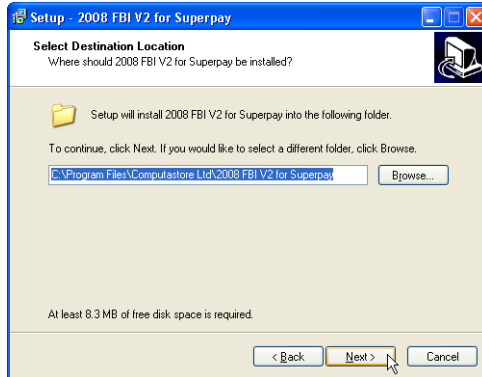 Setup - 2008 FBI V2 for Superpay
Select Destination Location
Where should 2008 FBI V2 for Superpay be installed?
Setup will install 2008 FBI V2 for Superpay into the following folder.
To continue, click Next. If you would like to select a different folder, click Browse.
C:\Program Files\Computastore Ltd\2008 FBI V2 for Superpay
Browse...
At least 8.3 MB of free disk space is required.
< Back Next > Cancel